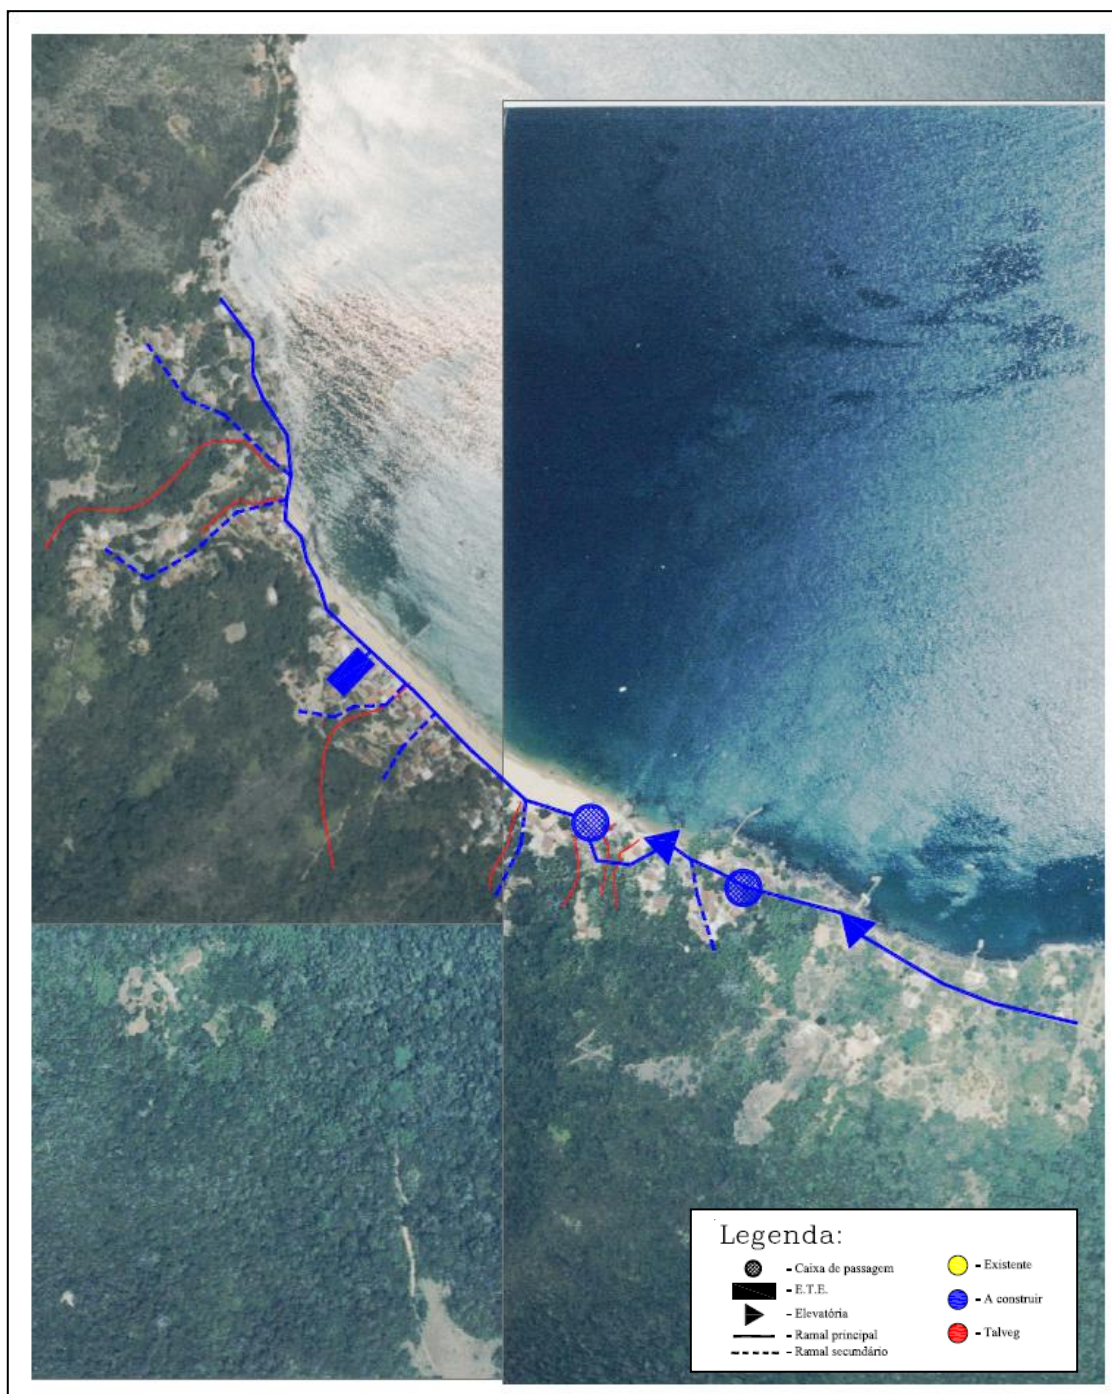 Legenda:
- Caixa de passagem
- E.T.E.
- Elevatória
- Ramal principal
- Ramal secundário
- Existente
- A construir
- Talveg